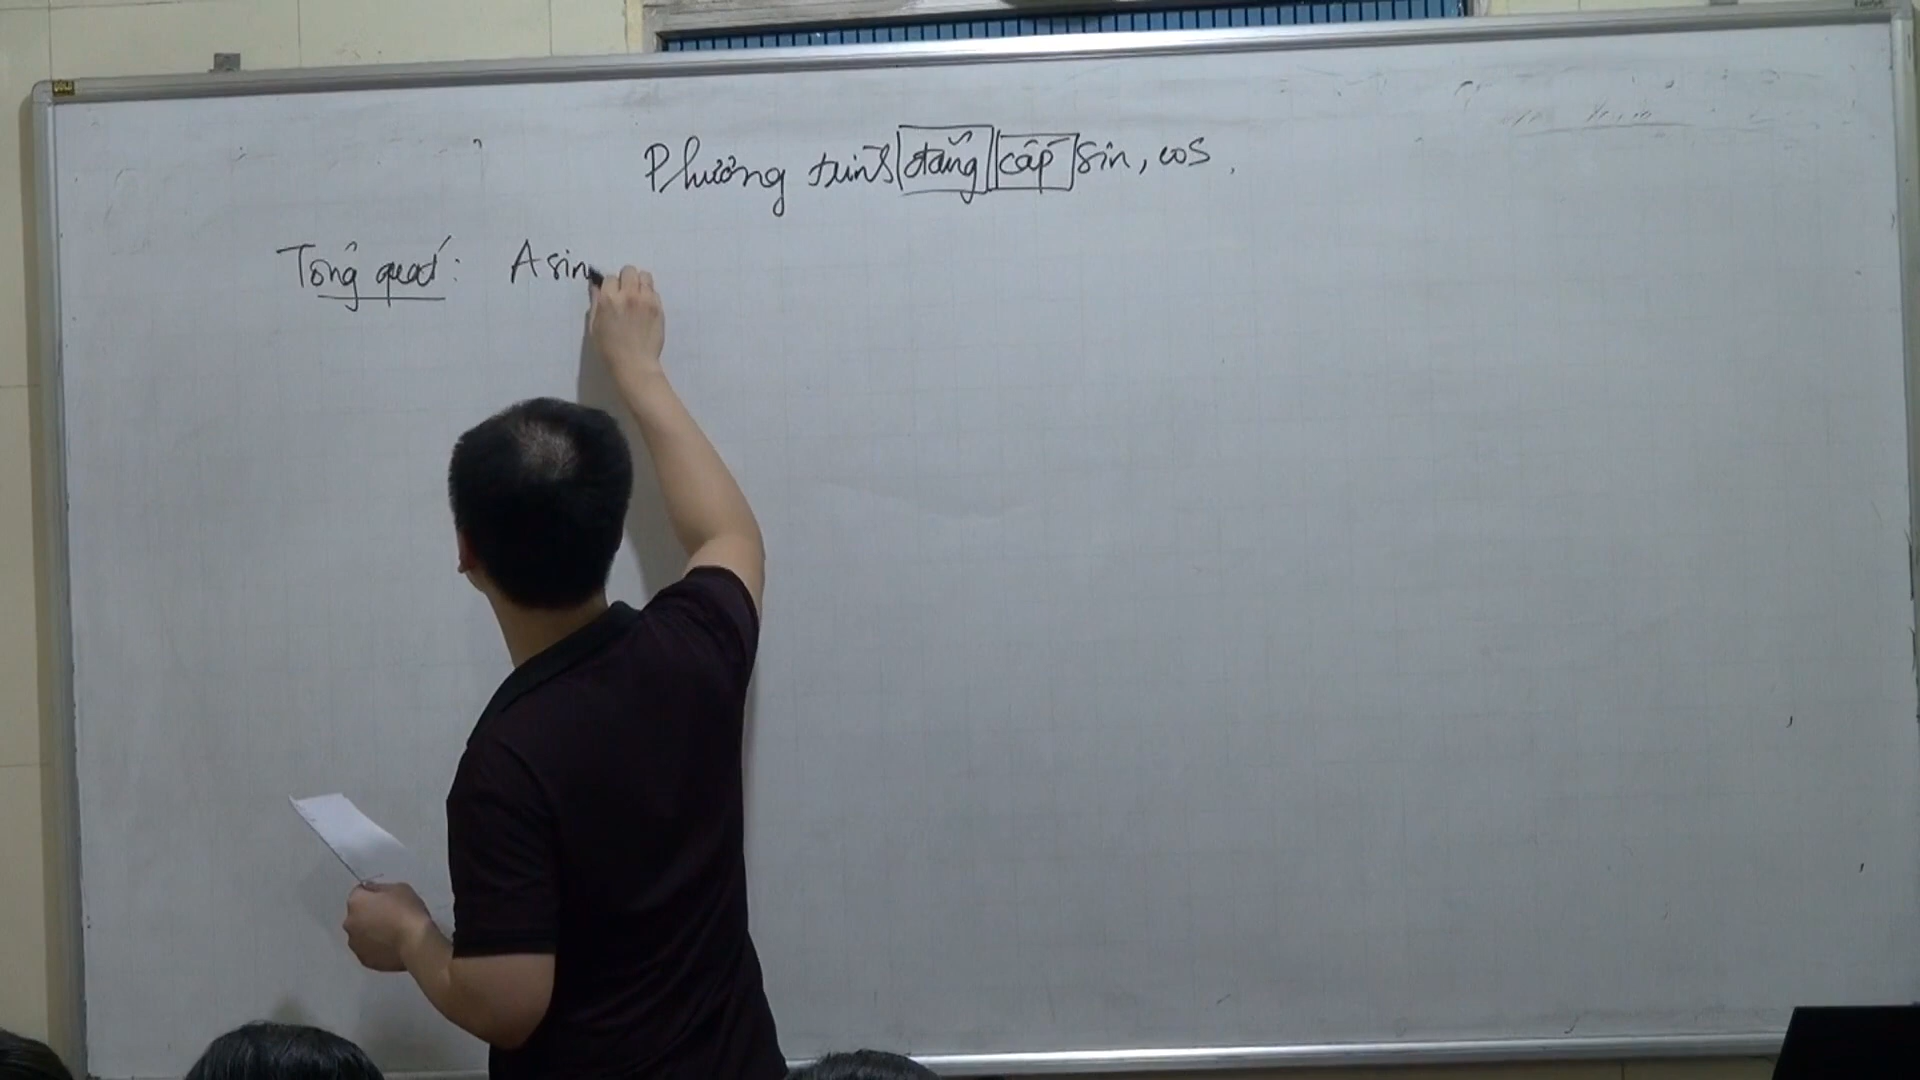 Phương trình đẳng cấp sin, cos.
Tổng quát: A sin